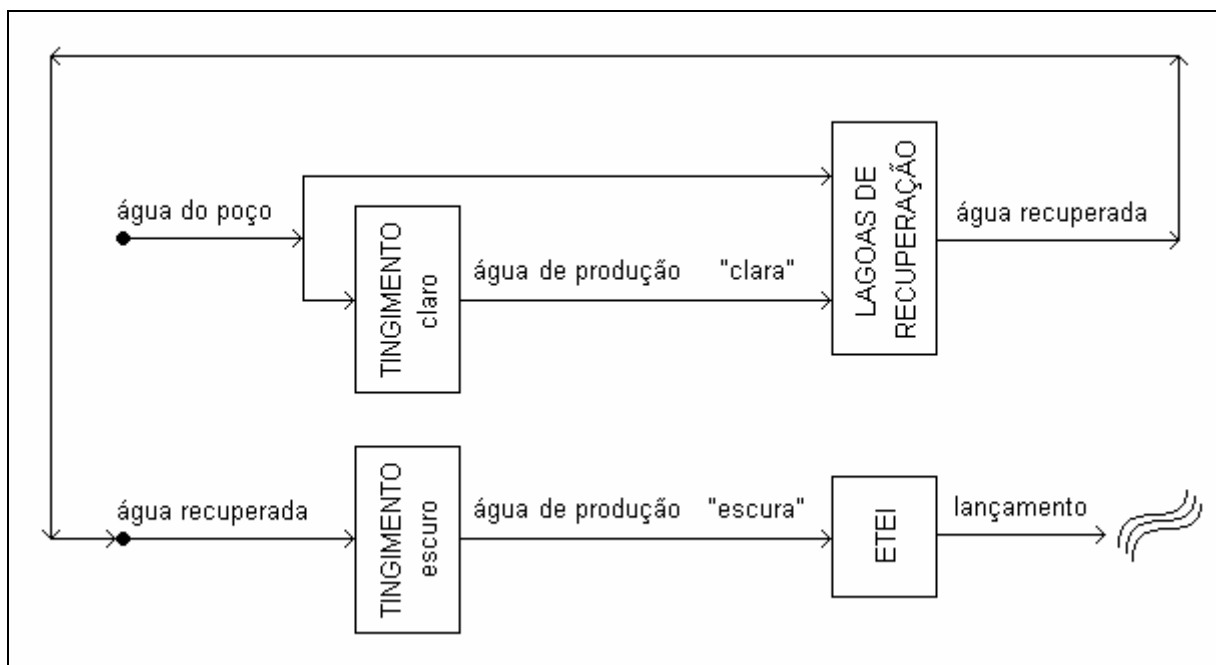 água do poço
TINGIMENTO
claro
água de produção "clara"
LAGOAS DE
RECUPERAÇÃO
água recuperada
água recuperada
TINGIMENTO
escuro
água de produção "escura"
ETEI
lançamento